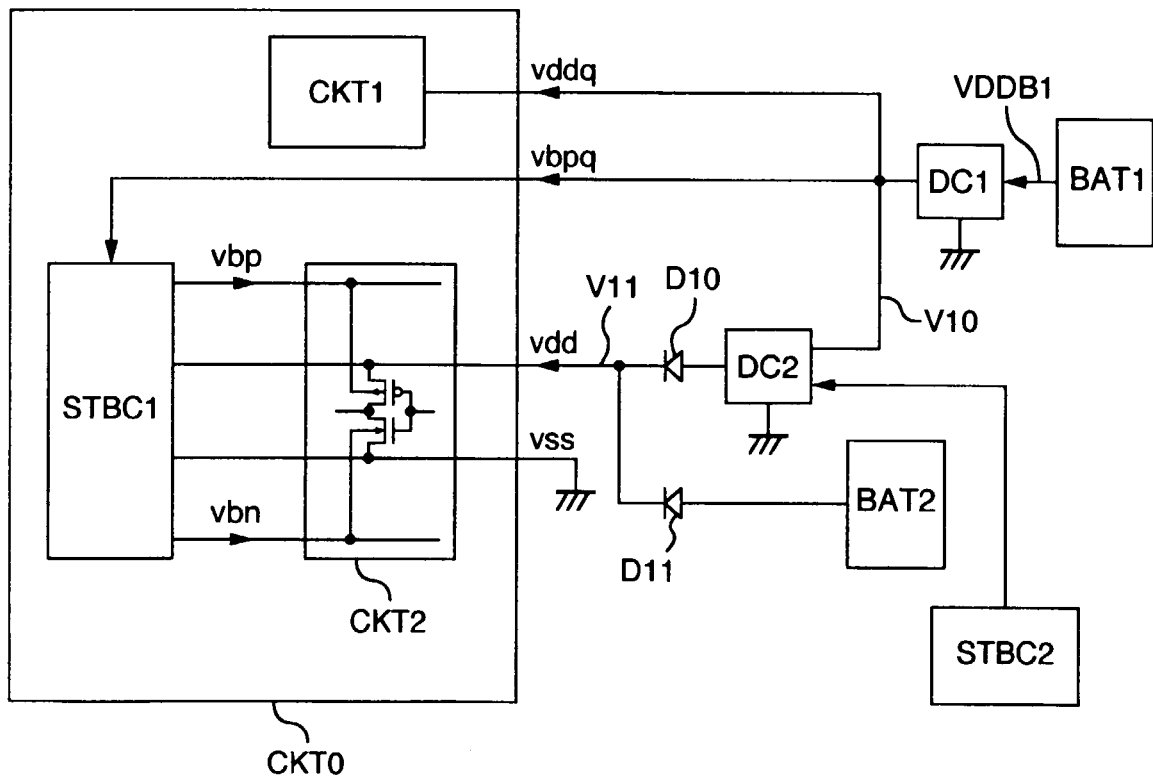 vddq
CKT1
VDDB1
vbpq
DC1
BAT1
vbp
V11
D10
V10
vdd
DC2
STBC1
vss
BAT2
vbn
D11
CKT2
STBC2
CKT0